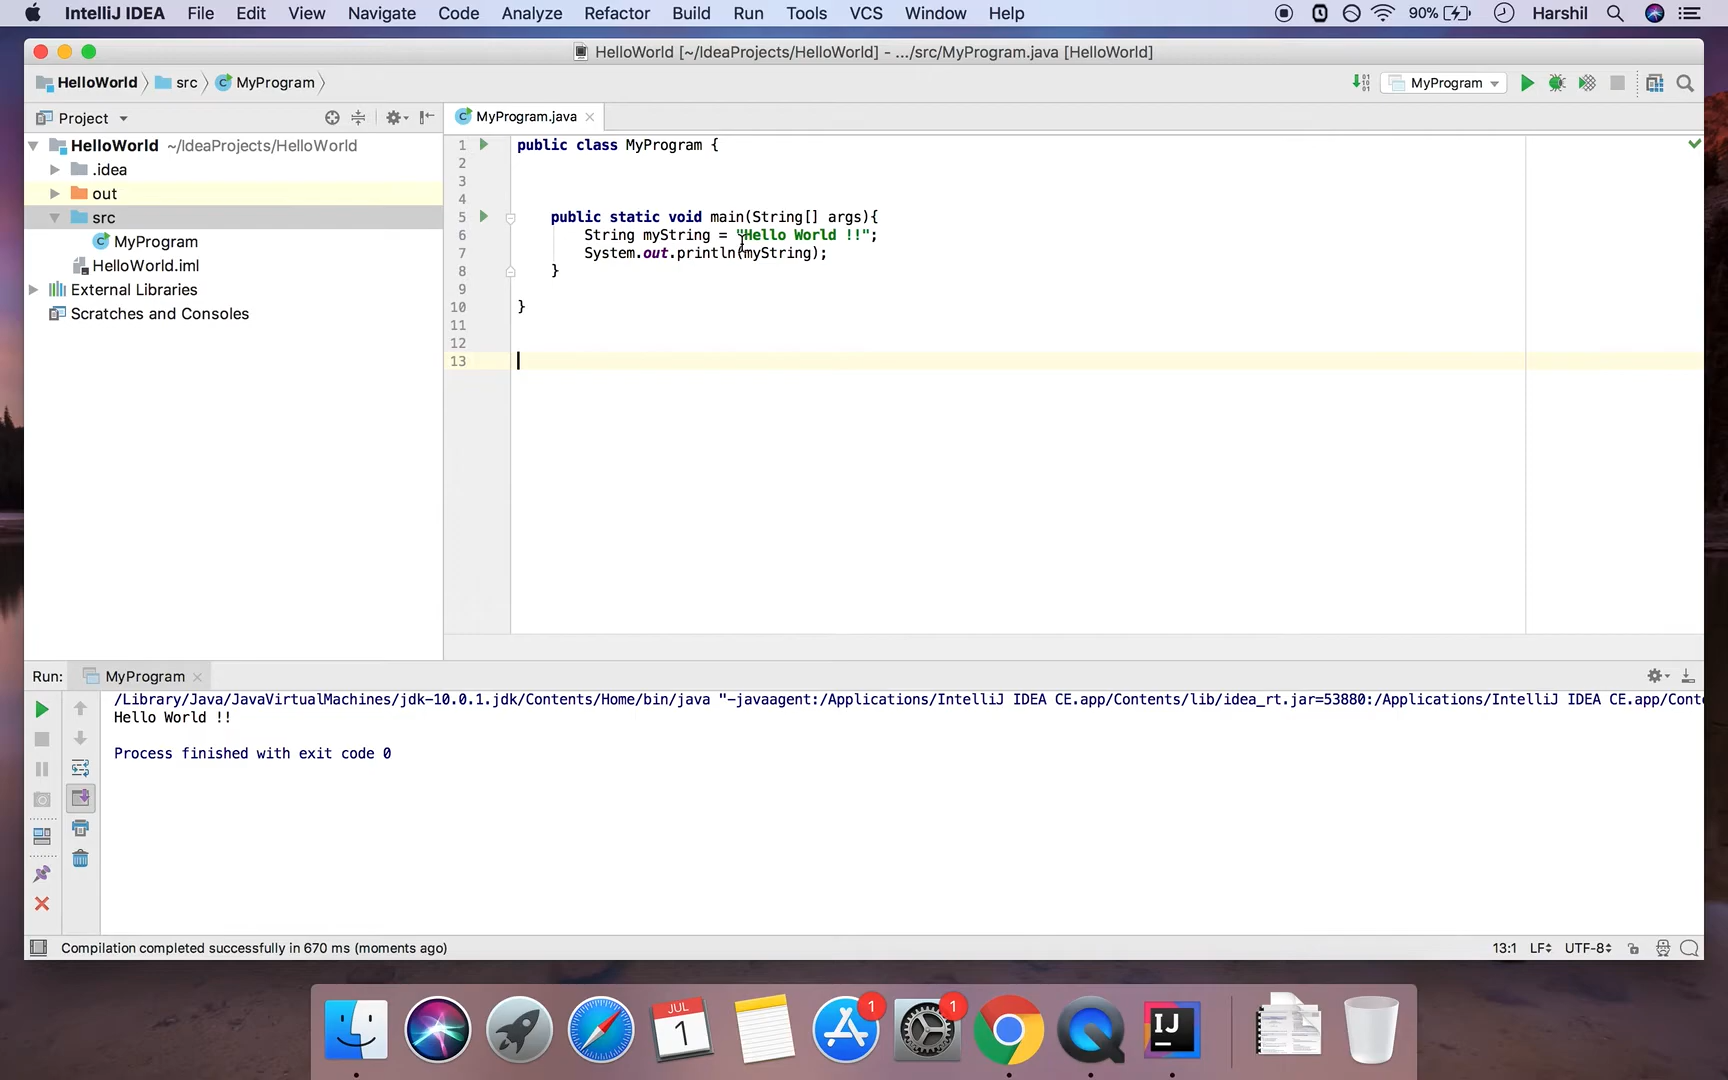 IntelliJ IDEA File Edit View Navigate Code Analyze Refactor Build Run Tools VCS Window Help 90% Harshil
HelloWorld [~/IdeaProjects/HelloWorld] - .../src/MyProgram.java [HelloWorld]
HelloWorld src MyProgram MyProgram
Project MyProgram.java
HelloWorld ~/IdeaProjects/HelloWorld
.idea
out
src
MyProgram
HelloWorld.iml
External Libraries
Scratches and Consoles
1 public class MyProgram {
2
3
4
5 public static void main(String[] args){
6 String myString = "Hello World !!";
7 System.out.println(myString);
8 }
9
10 }
11
12
13
Run: MyProgram
/Library/Java/JavaVirtualMachines/jdk-10.0.1.jdk/Contents/Home/bin/java "-javaagent:/Applications/IntelliJ IDEA CE.app/Contents/lib/idea_rt.jar=53880:/Applications/IntelliJ IDEA CE.app/Cont
Hello World !!
Process finished with exit code 0
Compilation completed successfully in 670 ms (moments ago) 13:1 LF UTF-8
JUL
1
1
1
IJ